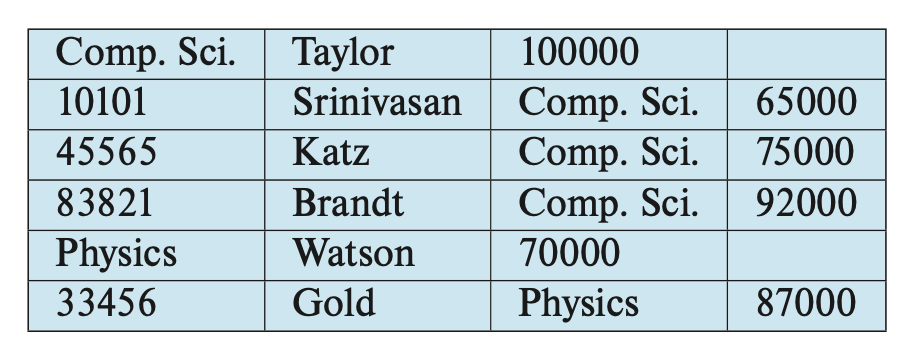 Comp. Sci. Taylor 100000
10101 Srinivasan Comp. Sci. 65000
45565 Katz Comp. Sci. 75000
83821 Brandt Comp. Sci. 92000
Physics Watson 70000
33456 Gold Physics 87000